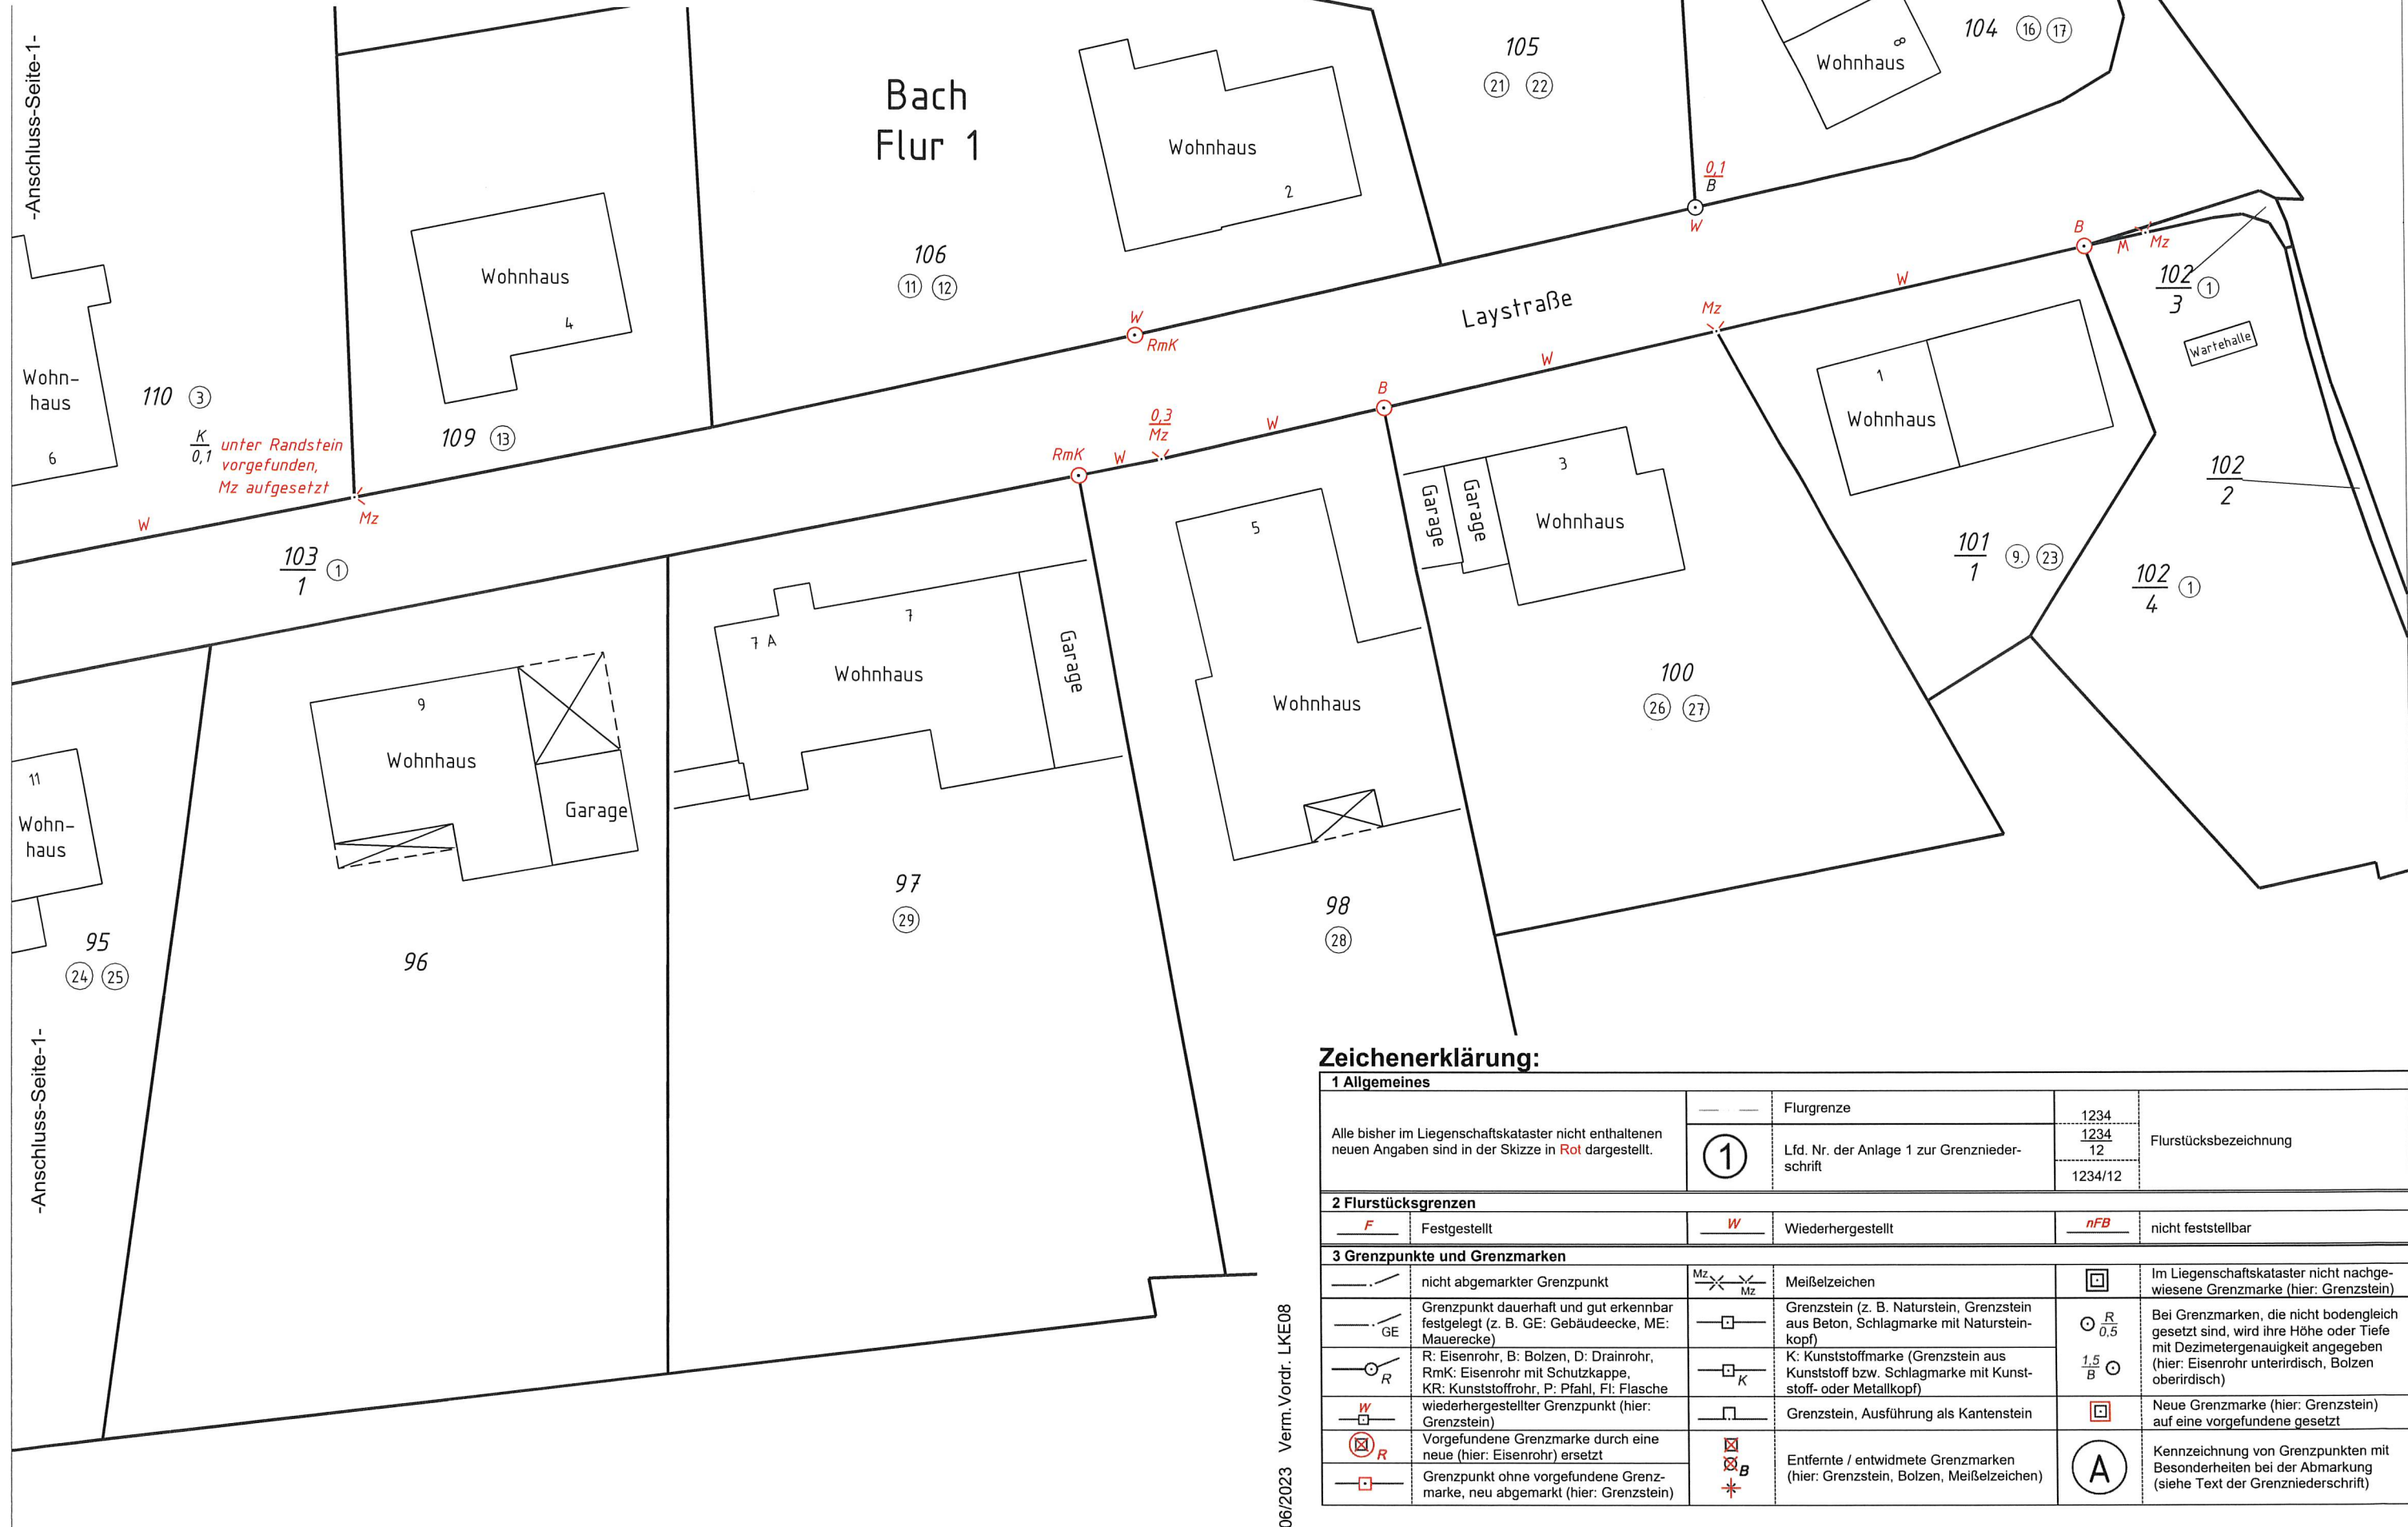 -Anschluss-Seite-1-
Bach
Flur 1
105
21 22
104 16 17
8
Wohnhaus
Wohnhaus
2
0,1
B
W
106
11 12
Wohnhaus
4
Wohn-
haus
6
110 3
K
0,1
unter Randstein
vorgefunden,
Mz aufgesetzt
Mz
W
109 13
W
RmK
Laystraße
Mz
W
B
M
Mz
102
3
1
Wartehalle
W
B
0,3
Mz
W
RmK
W
103
1
1
1
Wohnhaus
3
Wohnhaus
Garage
Garage
102
2
101
1
9. 23
102
4
1
5
Wohnhaus
7
7 A
Wohnhaus
Garage
9
Wohnhaus
Garage
11
Wohn-
haus
100
26 27
97
29
98
28
95
24 25
96
-Anschluss-Seite-1-
06/2023 Verm.Vordr. LKE08
Zeichenerklärung:
1 Allgemeines
Alle bisher im Liegenschaftskataster nicht enthaltenen
neuen Angaben sind in der Skizze in Rot dargestellt.
Flurgrenze
1
Lfd. Nr. der Anlage 1 zur Grenznieder-
schrift
1234
1234
12
1234/12
Flurstücksbezeichnung
2 Flurstücksgrenzen
F
Festgestellt
W
Wiederhergestellt
nFB
nicht feststellbar
3 Grenzpunkte und Grenzmarken
nicht abgemarkter Grenzpunkt
Mz
Mz
Meißelzeichen
Im Liegenschaftskataster nicht nachge-
wiesene Grenzmarke (hier: Grenzstein)
GE
Grenzpunkt dauerhaft und gut erkennbar
festgelegt (z. B. GE: Gebäudeecke, ME:
Mauerecke)
Grenzstein (z. B. Naturstein, Grenzstein
aus Beton, Schlagmarke mit Naturstein-
kopf)
R
0,5
1,5
B
Bei Grenzmarken, die nicht bodengleich
gesetzt sind, wird ihre Höhe oder Tiefe
mit Dezimetergenauigkeit angegeben
(hier: Eisenrohr unterirdisch, Bolzen
oberirdisch)
R
R: Eisenrohr, B: Bolzen, D: Drainrohr,
RmK: Eisenrohr mit Schutzkappe,
KR: Kunststoffrohr, P: Pfahl, Fl: Flasche
K
K: Kunststoffmarke (Grenzstein aus
Kunststoff bzw. Schlagmarke mit Kunst-
stoff- oder Metallkopf)
W
wiederhergestellter Grenzpunkt (hier:
Grenzstein)
Grenzstein, Ausführung als Kantenstein
Neue Grenzmarke (hier: Grenzstein)
auf eine vorgefundene gesetzt
R
Vorgefundene Grenzmarke durch eine
neue (hier: Eisenrohr) ersetzt
B
Entfernte / entwidmete Grenzmarken
(hier: Grenzstein, Bolzen, Meißelzeichen)
A
Kennzeichnung von Grenzpunkten mit
Besonderheiten bei der Abmarkung
(siehe Text der Grenzniederschrift)
Grenzpunkt ohne vorgefundene Grenz-
marke, neu abgemarkt (hier: Grenzstein)